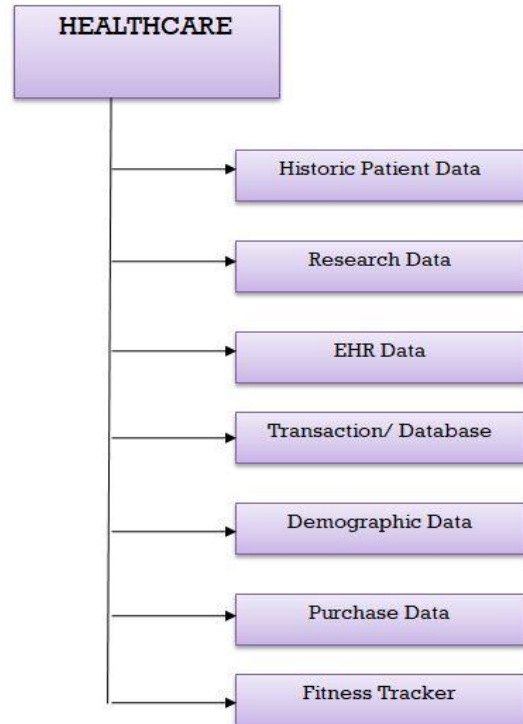 HEALTHCARE
Historic Patient Data
Research Data
EHR Data
Transaction/ Database
Demographic Data
Purchase Data
Fitness Tracker